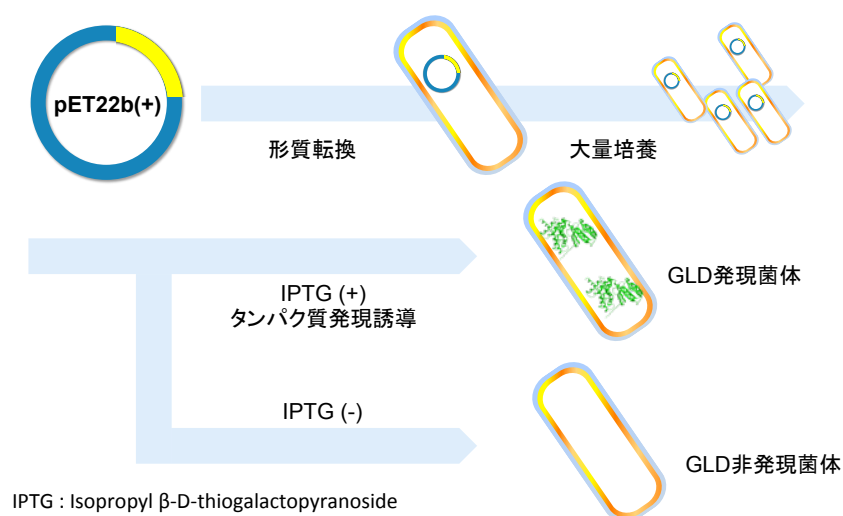 pET22b(+)
形質転換
大量培養
IPTG (+)
タンパク質発現誘導
GLD発現菌体
IPTG (-)
GLD非発現菌体
IPTG : Isopropyl β-D-thiogalactopyranoside